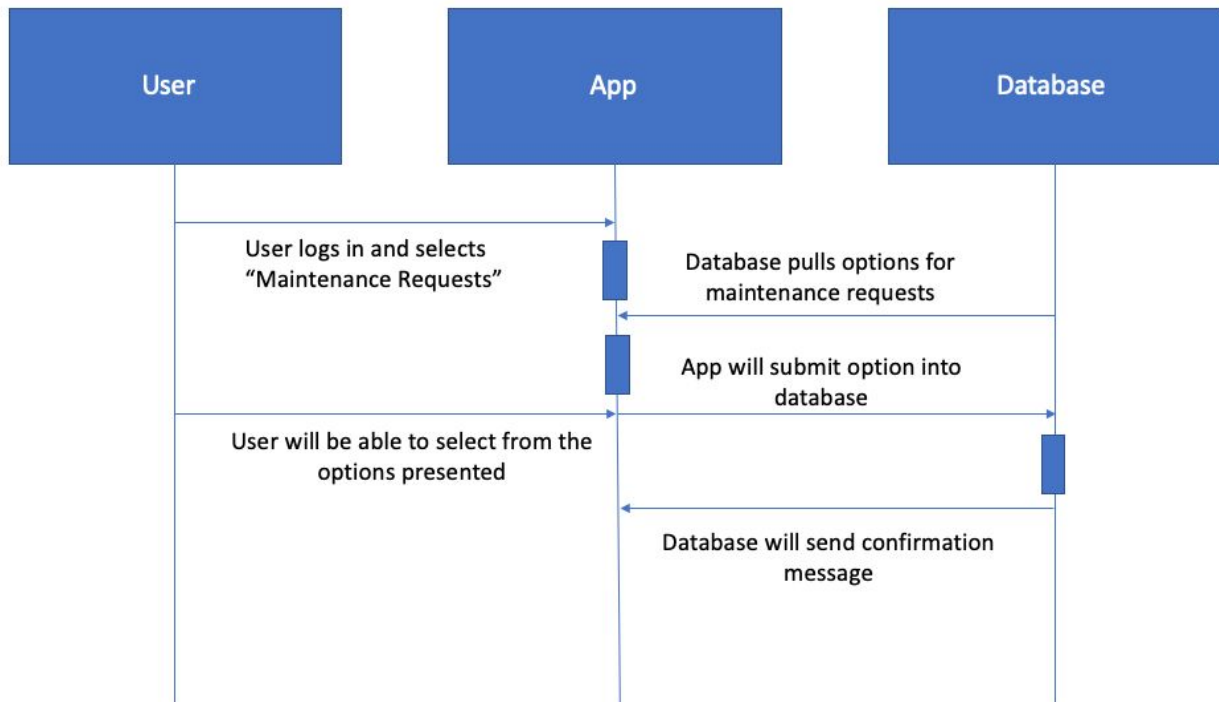 User
App
Database
User logs in and selects
“Maintenance Requests”
Database pulls options for
maintenance requests
App will submit option into
database
User will be able to select from the
options presented
Database will send confirmation
message